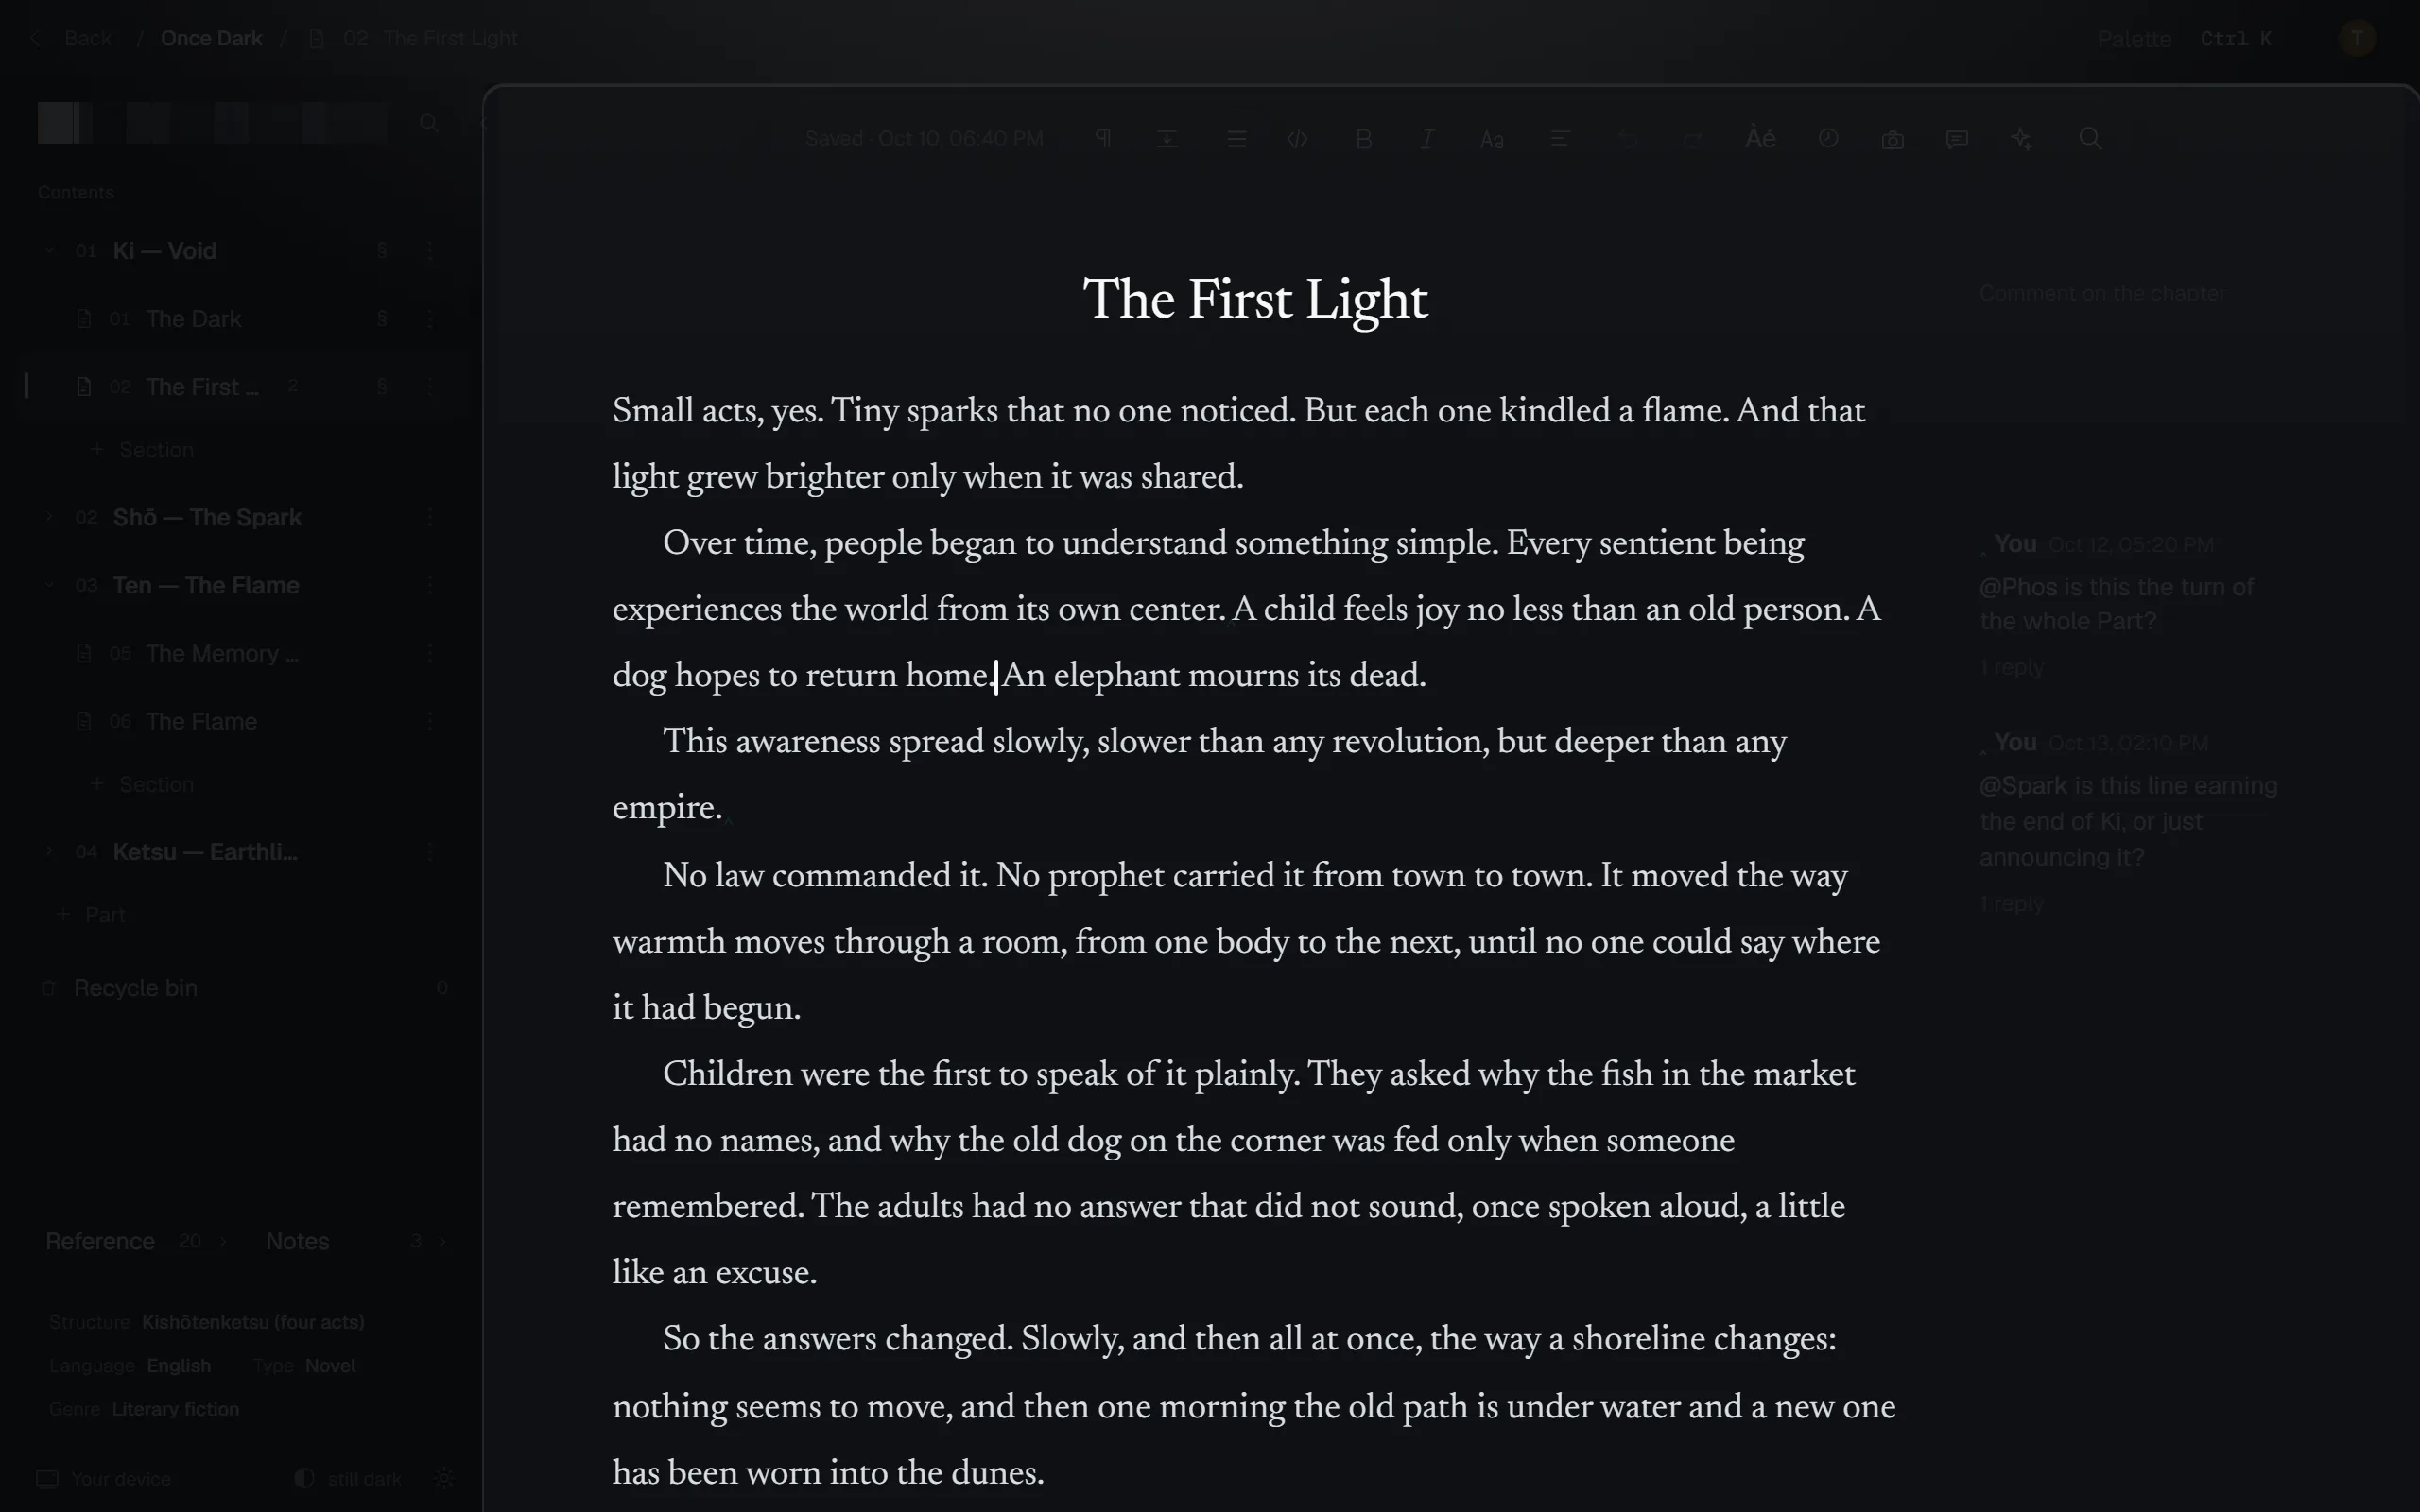 Back / Once Dark / 02 The First Light
Palette Ctrl K T
Contents
01 Ki — Void §
01 The Dark §
02 The First ... 2 §
+ Section
02 Shō — The Spark
03 Ten — The Flame
05 The Memory ...
06 The Flame
+ Section
04 Ketsu — Earthli...
+ Part
Recycle bin 0
Reference 20 Notes 3
Structure Kishōtenketsu (four acts)
Language English Type Novel
Genre Literary fiction
Your device still dark
Saved · Oct 10, 06:40 PM
The First Light
Small acts, yes. Tiny sparks that no one noticed. But each one kindled a flame. And that
light grew brighter only when it was shared.
Over time, people began to understand something simple. Every sentient being
experiences the world from its own center. A child feels joy no less than an old person. A
dog hopes to return home. An elephant mourns its dead.
This awareness spread slowly, slower than any revolution, but deeper than any
empire.
No law commanded it. No prophet carried it from town to town. It moved the way
warmth moves through a room, from one body to the next, until no one could say where
it had begun.
Children were the first to speak of it plainly. They asked why the fish in the market
had no names, and why the old dog on the corner was fed only when someone
remembered. The adults had no answer that did not sound, once spoken aloud, a little
like an excuse.
So the answers changed. Slowly, and then all at once, the way a shoreline changes:
nothing seems to move, and then one morning the old path is under water and a new one
has been worn into the dunes.
Comment on the chapter
You Oct 12, 05:20 PM
@Phos is this the turn of
the whole Part?
1 reply
You Oct 13, 02:10 PM
@Spark is this line earning
the end of Ki, or just
announcing it?
1 reply